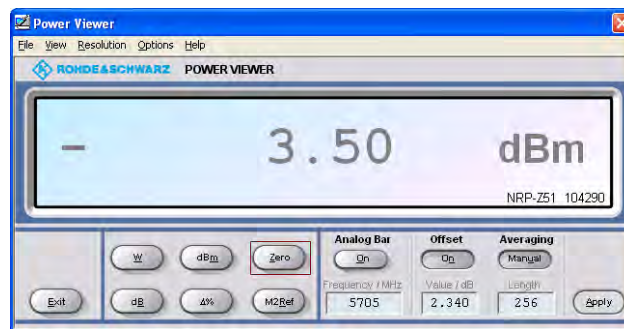 Power Viewer
File View Resolution Options Help
ROHDE&SCHWARZ POWER VIEWER
- 3.50 dBm
NRP-Z51 104290
Analog Bar Offset Averaging
W dBm Zero On On Manual
Frequency / MHz Value / dB Length
Exit dB Δ% M2Ref 5705 2.340 256 Apply